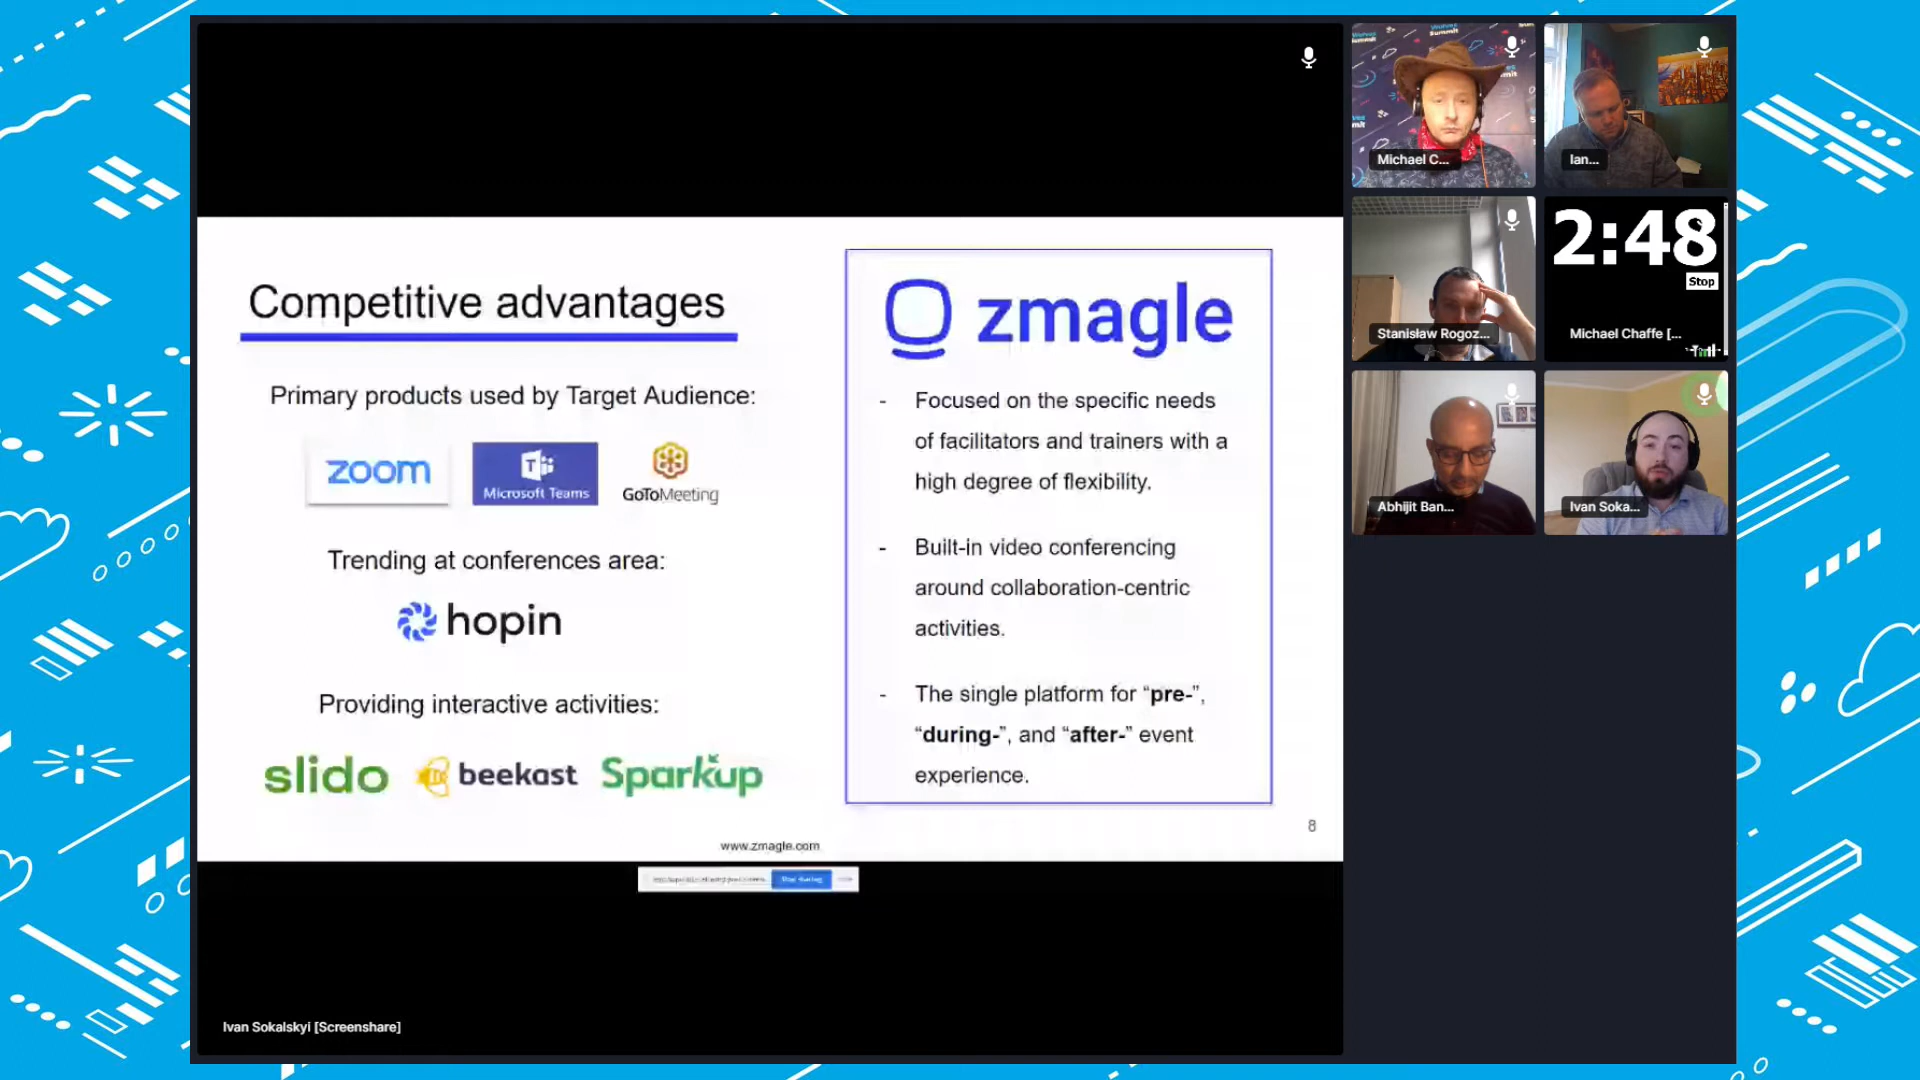 Competitive advantages
Primary products used by Target Audience:
zoom
Microsoft Teams
GoToMeeting
Trending at conferences area:
hopin
Providing interactive activities:
slido
beekast
Sparkup
zmagle
- Focused on the specific needs
of facilitators and trainers with a
high degree of flexibility.
- Built-in video conferencing
around collaboration-centric
activities.
- The single platform for “pre-”,
“during-”, and “after-” event
experience.
8
www.zmagle.com
Stop sharing
Ivan Sokalskyi [Screenshare]
Summit
Michael C...
Ian...
Stanisław Rogoz...
2:48
Stop
Michael Chaffe [...
Abhijit Ban...
Ivan Soka...